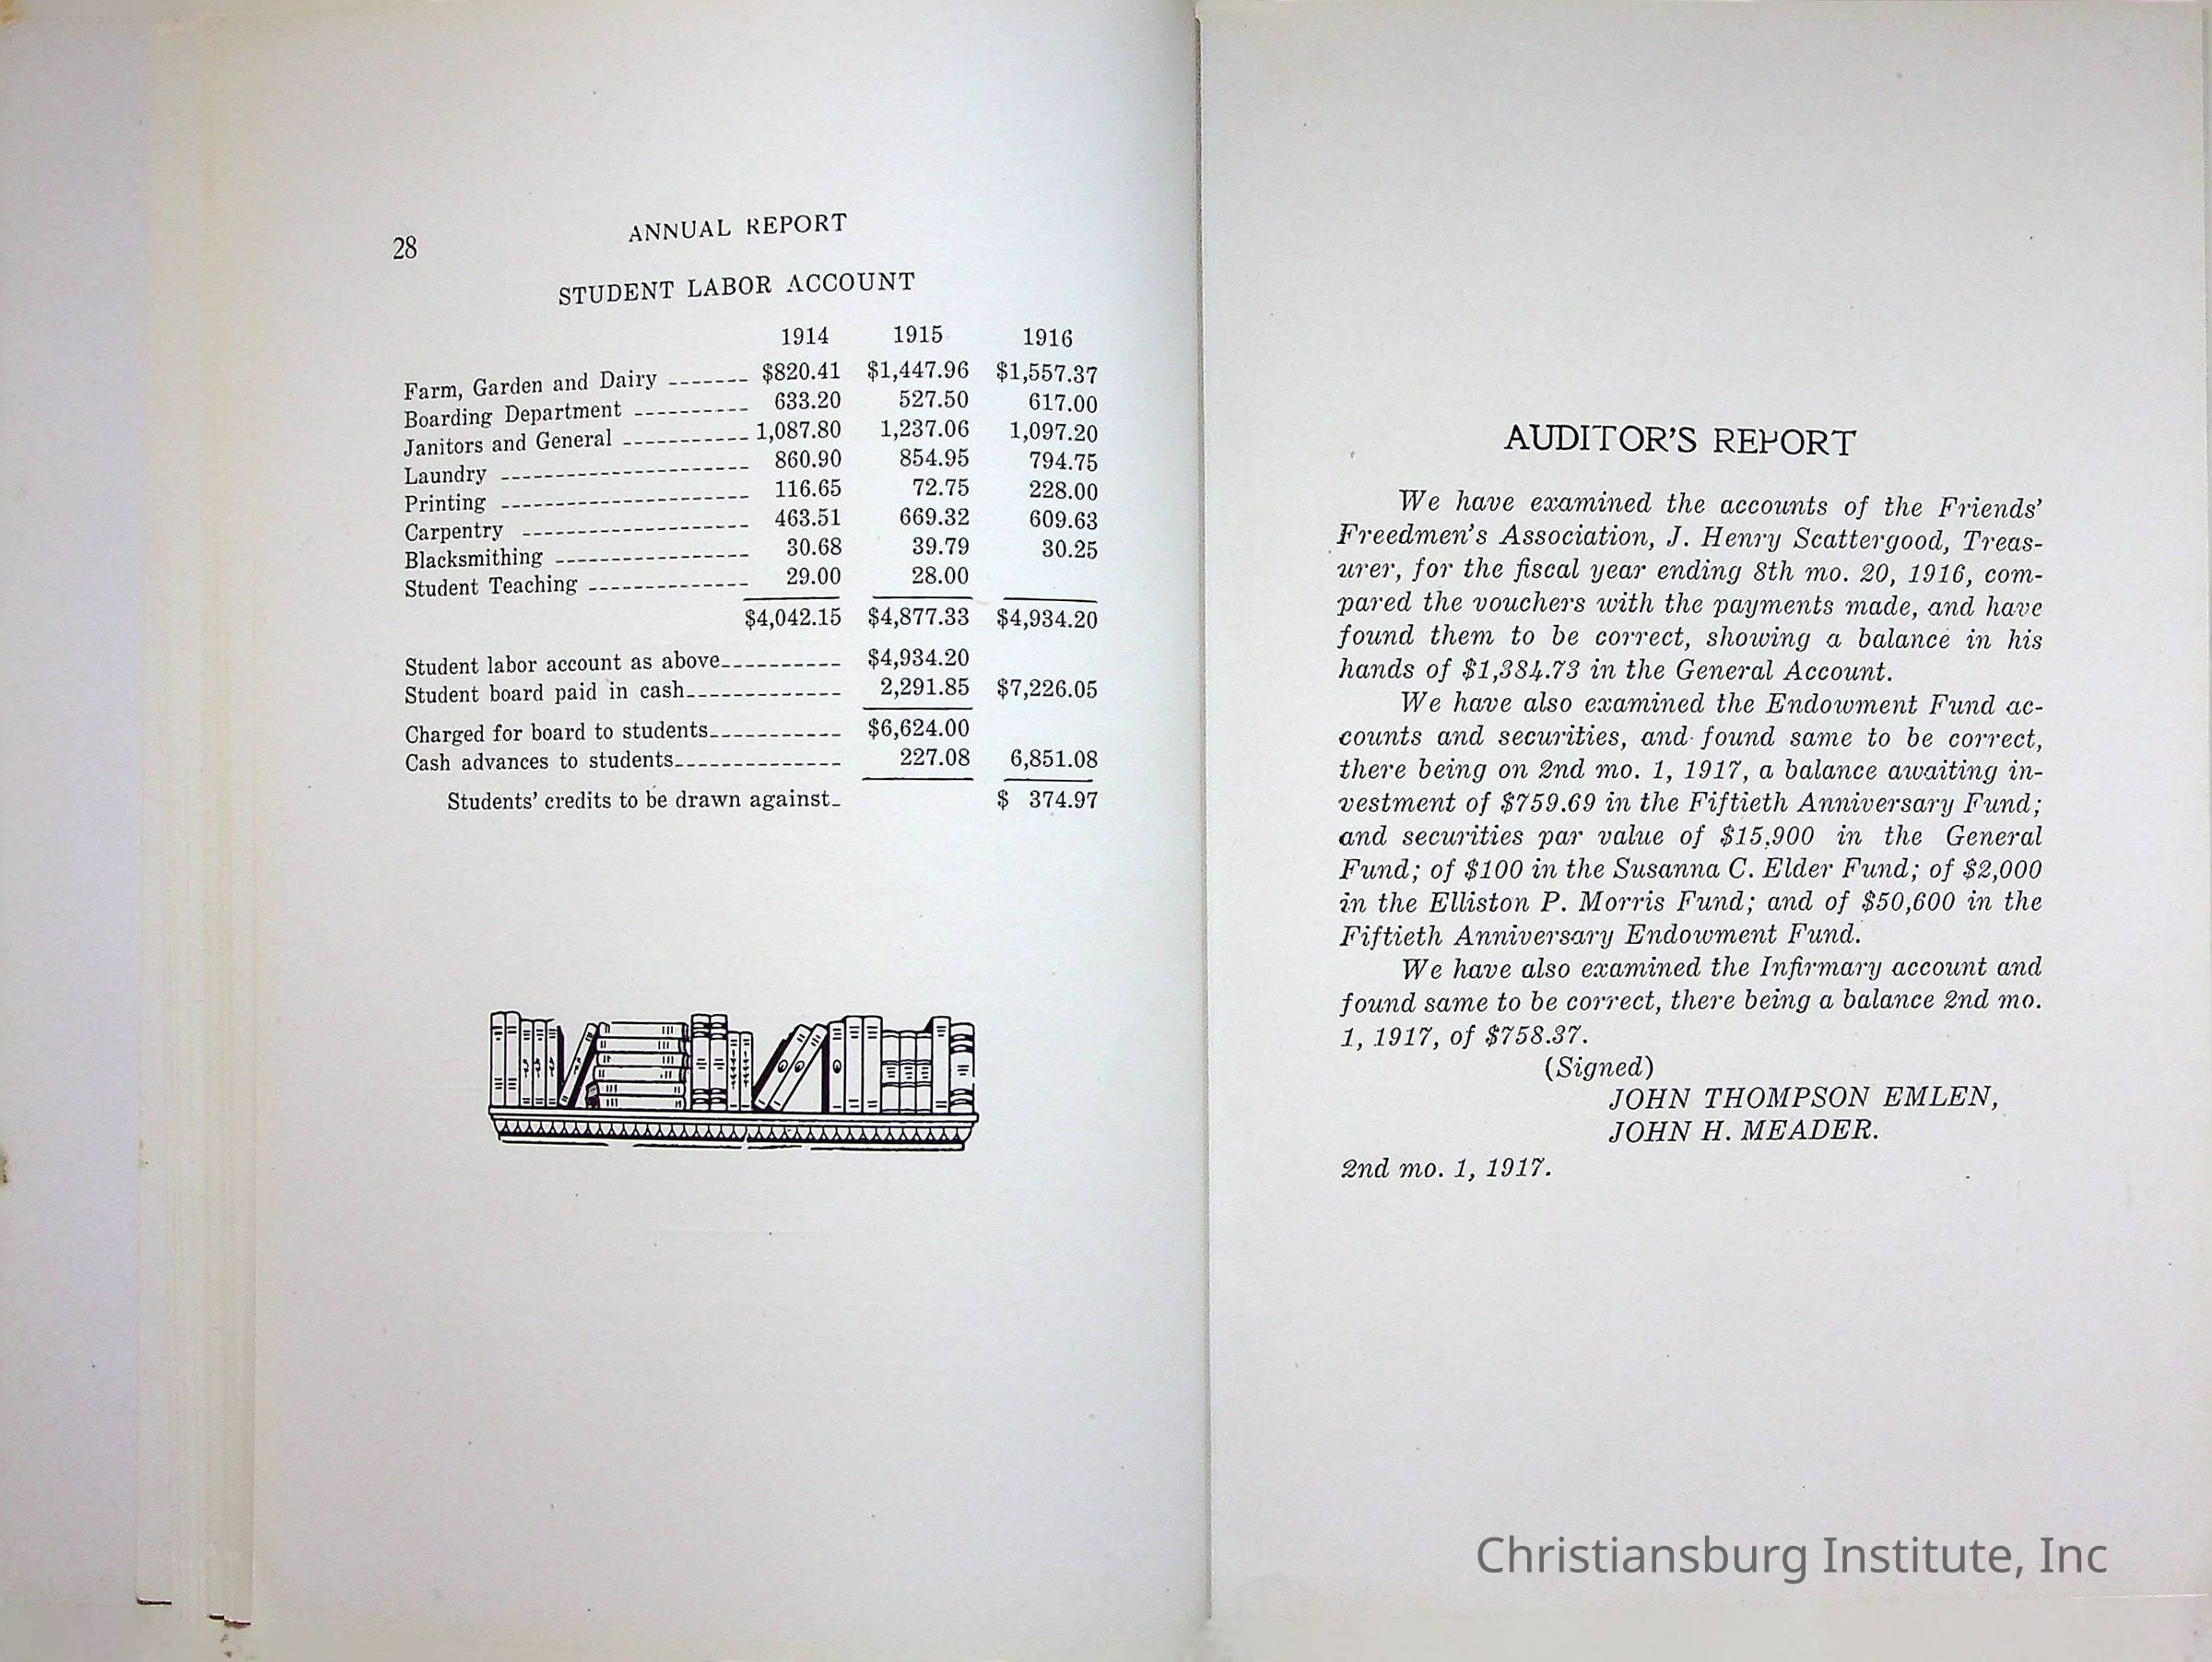 28
ANNUAL REPORT
STUDENT LABOR ACCOUNT
1914 1915 1916
Farm, Garden and Dairy ------- $820.41 $1,447.96 $1,557.37
Boarding Department ---------- 633.20 527.50 617.00
Janitors and General ----------- 1,087.80 1,237.06 1,097.20
Laundry ---------------------- 860.90 854.95 794.75
Printing ---------------------- 116.65 72.75 228.00
Carpentry -------------------- 463.51 669.32 609.63
Blacksmithing ----------------- 30.68 39.79 30.25
Student Teaching -------------- 29.00 28.00
$4,042.15 $4,877.33 $4,934.20
Student labor account as above---------- $4,934.20
Student board paid in cash------------- 2,291.85 $7,226.05
Charged for board to students----------- $6,624.00
Cash advances to students-------------- 227.08 6,851.08
Students' credits to be drawn against- $ 374.97
AUDITOR'S REPORT
We have examined the accounts of the Friends'
Freedmen's Association, J. Henry Scattergood, Treas-
urer, for the fiscal year ending 8th mo. 20, 1916, com-
pared the vouchers with the payments made, and have
found them to be correct, showing a balance in his
hands of $1,384.73 in the General Account.
We have also examined the Endowment Fund ac-
counts and securities, and found same to be correct,
there being on 2nd mo. 1, 1917, a balance awaiting in-
vestment of $759.69 in the Fiftieth Anniversary Fund;
and securities par value of $15,900 in the General
Fund; of $100 in the Susanna C. Elder Fund; of $2,000
in the Elliston P. Morris Fund; and of $50,600 in the
Fiftieth Anniversary Endowment Fund.
We have also examined the Infirmary account and
found same to be correct, there being a balance 2nd mo.
1, 1917, of $758.37.
(Signed)
JOHN THOMPSON EMLEN,
JOHN H. MEADER.
2nd mo. 1, 1917.
Christiansburg Institute, Inc